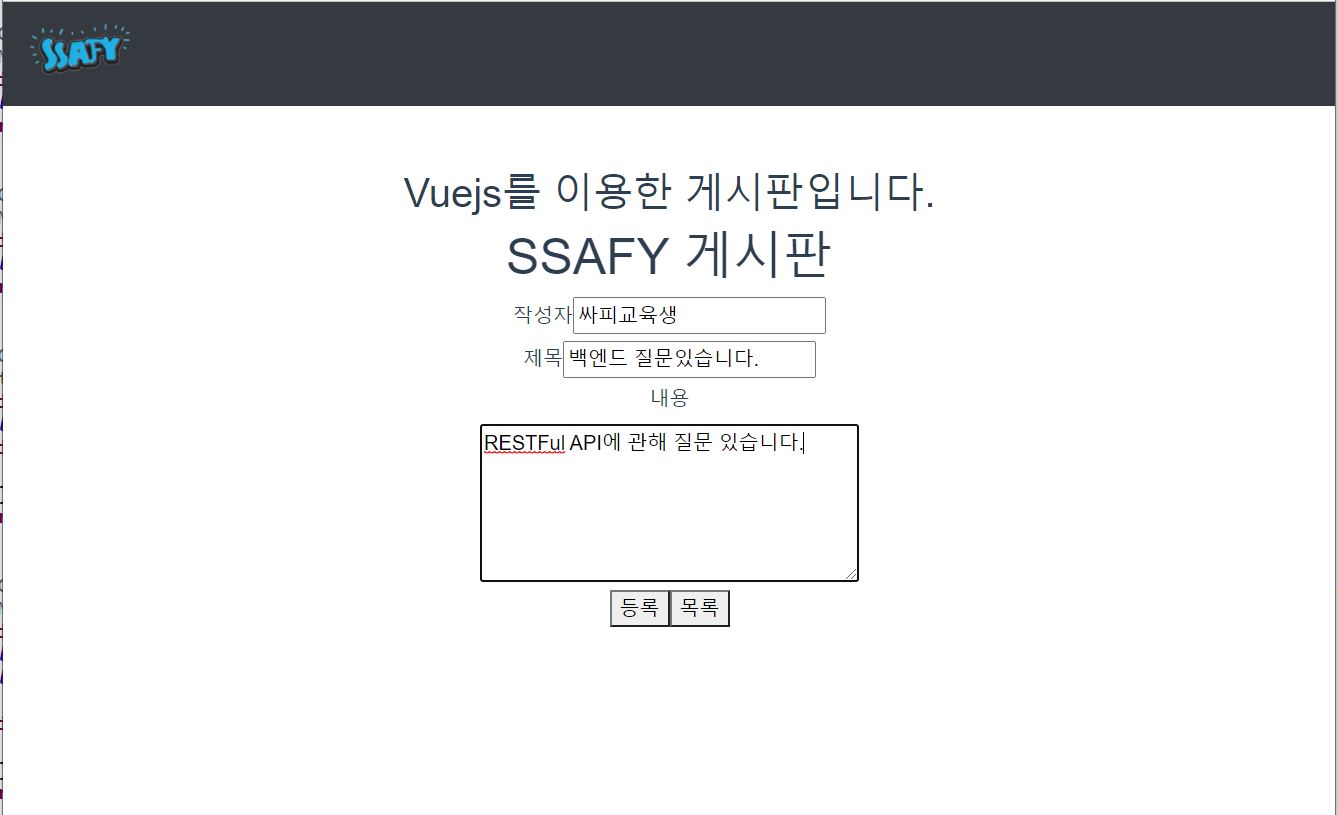 SSAFY
Vuejs를 이용한 게시판입니다.
SSAFY 게시판
작성자 싸피교육생
제목 백엔드 질문있습니다.
내용
RESTFul API에 관해 질문 있습니다.
등록 목록